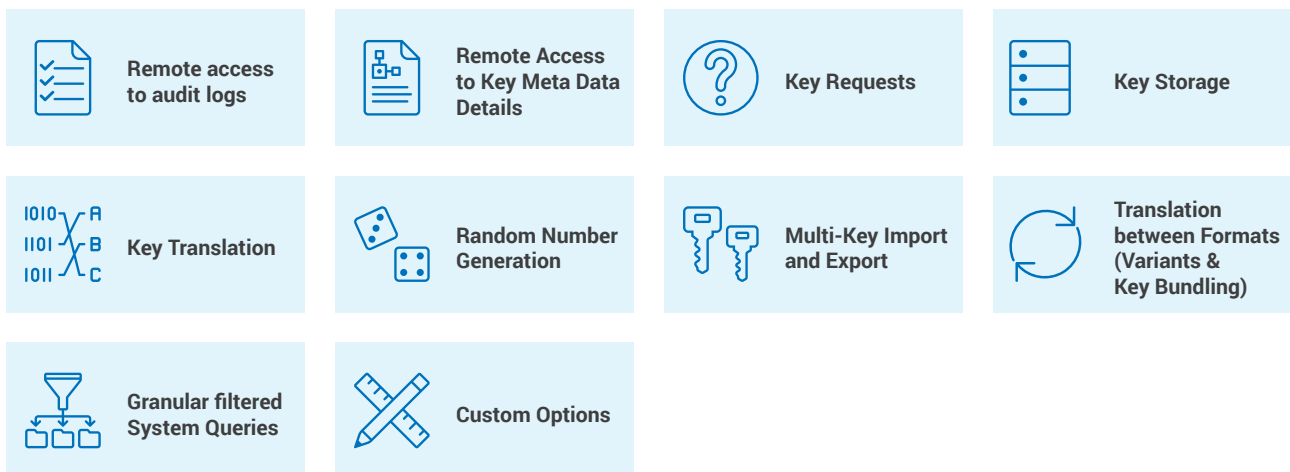 Remote access
to audit logs
Remote Access
to Key Meta Data
Details
Key Requests
Key Storage
1010 A
1101 B
1011 C
Key Translation
Random Number
Generation
Multi-Key Import
and Export
Translation
between Formats
(Variants &
Key Bundling)
Granular filtered
System Queries
Custom Options